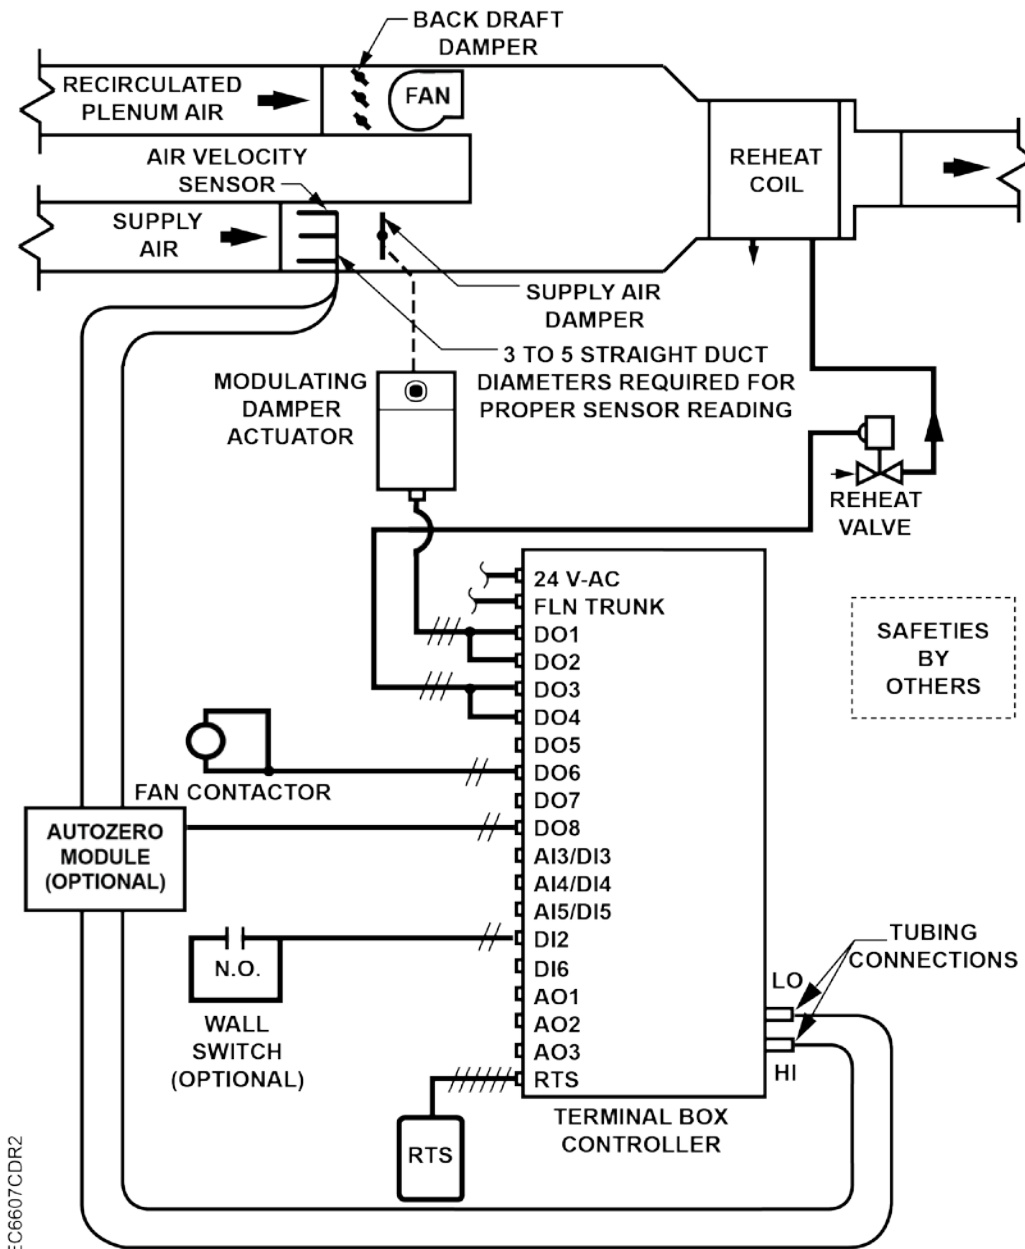 BACK DRAFT
DAMPER
RECIRCULATED
PLENUM AIR
FAN
AIR VELOCITY
SENSOR
REHEAT
COIL
SUPPLY
AIR
SUPPLY AIR
DAMPER
3 TO 5 STRAIGHT DUCT
DIAMETERS REQUIRED FOR
PROPER SENSOR READING
MODULATING
DAMPER
ACTUATOR
REHEAT
VALVE
24 V-AC
FLN TRUNK
DO1
DO2
DO3
DO4
DO5
DO6
DO7
DO8
AI3/DI3
AI4/DI4
AI5/DI5
DI2
DI6
AO1
AO2
AO3
RTS
SAFETIES
BY
OTHERS
FAN CONTACTOR
AUTOZERO
MODULE
(OPTIONAL)
N.O.
WALL
SWITCH
(OPTIONAL)
TUBING
CONNECTIONS
LO
HI
TERMINAL BOX
CONTROLLER
RTS
EC6607CDR2